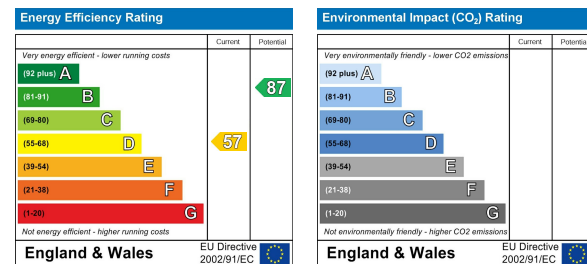 Energy Efficiency Rating
Current Potential
Very energy efficient - lower running costs
(92 plus) A
(81-91) B
87
(69-80) C
(55-68) D
57
(39-54) E
(21-38) F
(1-20) G
Not energy efficient - higher running costs
England & Wales
EU Directive
2002/91/EC
Environmental Impact (CO₂) Rating
Current Potential
Very environmentally friendly - lower CO2 emissions
(92 plus) A
(81-91) B
(69-80) C
(55-68) D
(39-54) E
(21-38) F
(1-20) G
Not environmentally friendly - higher CO2 emissions
England & Wales
EU Directive
2002/91/EC